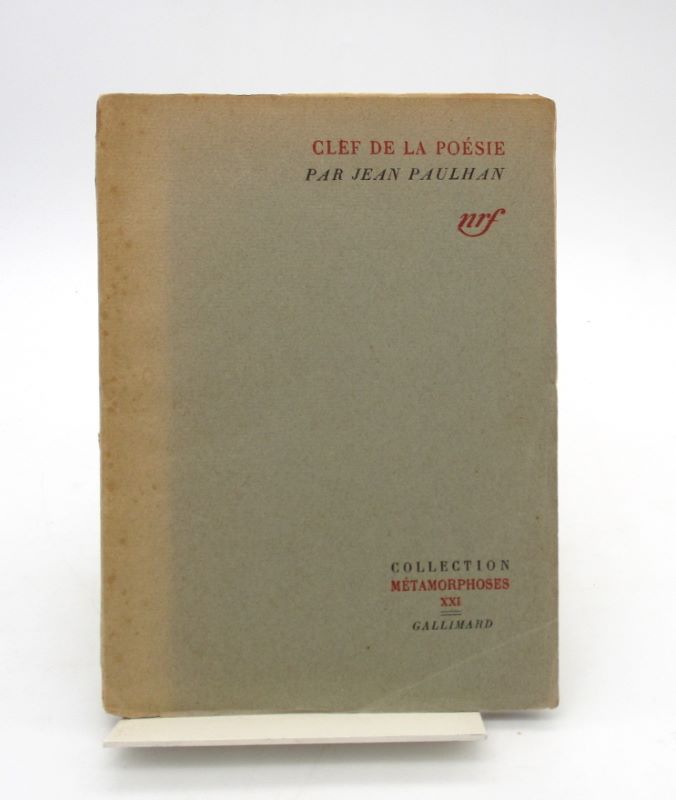 CLEF DE LA POÉSIE
PAR JEAN PAULHAN
nrf
COLLECTION
MÉTAMORPHOSES
XXI
GALLIMARD